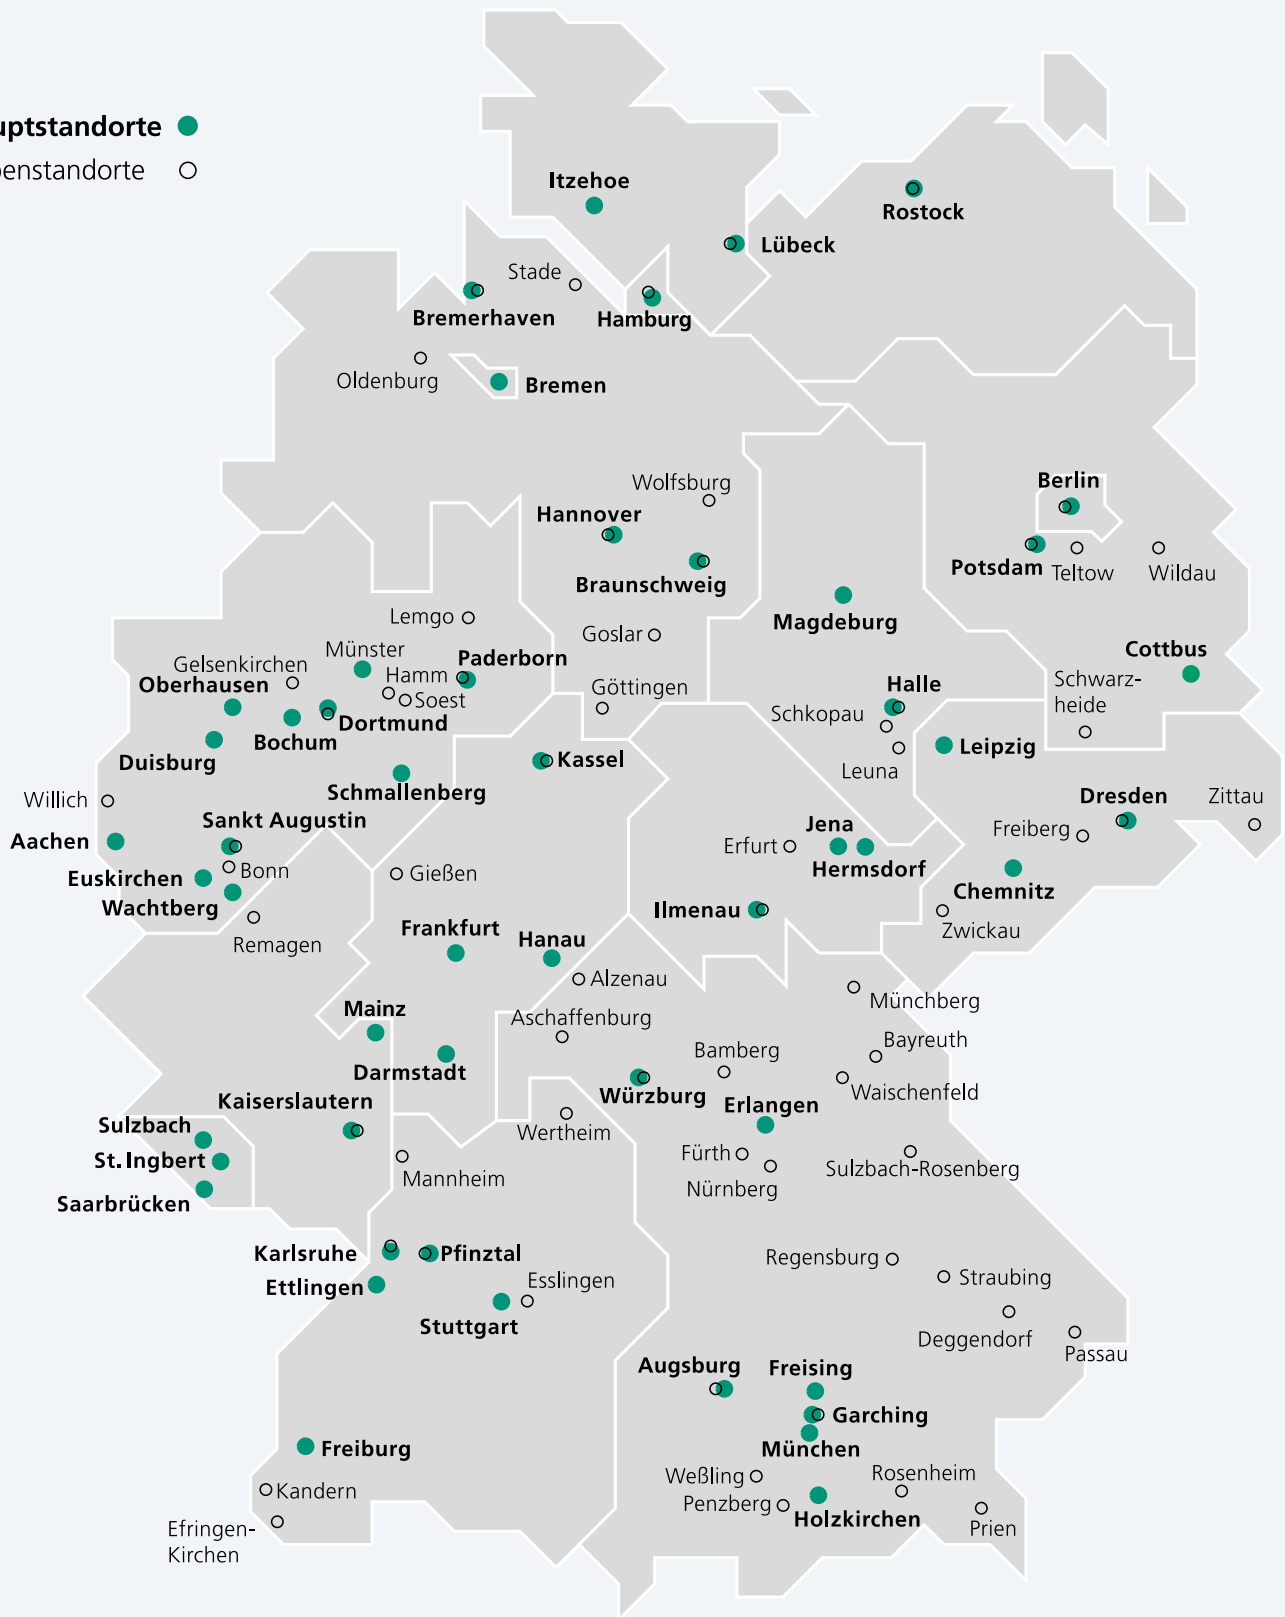 uptstandorte
enstandorte
Itzehoe
Rostock
Lübeck
Stade
Bremerhaven
Hamburg
Oldenburg
Bremen
Wolfsburg
Berlin
Hannover
Braunschweig
Potsdam
Teltow
Wildau
Magdeburg
Lemgo
Goslar
Münster
Gelsenkirchen
Hamm
Paderborn
Oberhausen
Soest
Göttingen
Cottbus
Schwarz-
heide
Halle
Schkopau
Dortmund
Bochum
Duisburg
Kassel
Leuna
Leipzig
Schmallenberg
Willich
Dresden
Zittau
Sankt Augustin
Aachen
Jena
Freiberg
Erfurt
Hermsdorf
Bonn
Gießen
Euskirchen
Chemnitz
Wachtberg
Ilmenau
Zwickau
Remagen
Frankfurt
Hanau
Alzenau
Münchberg
Mainz
Aschaffenburg
Bayreuth
Bamberg
Darmstadt
Waischenfeld
Würzburg
Erlangen
Kaiserslautern
Sulzbach
Wertheim
St. Ingbert
Fürth
Sulzbach-Rosenberg
Mannheim
Nürnberg
Saarbrücken
Karlsruhe
Pfinztal
Regensburg
Straubing
Ettlingen
Esslingen
Stuttgart
Deggendorf
Passau
Augsburg
Freising
Garching
Freiburg
München
Weßling
Rosenheim
Kandern
Penzberg
Holzkirchen
Prien
Efringen-
Kirchen